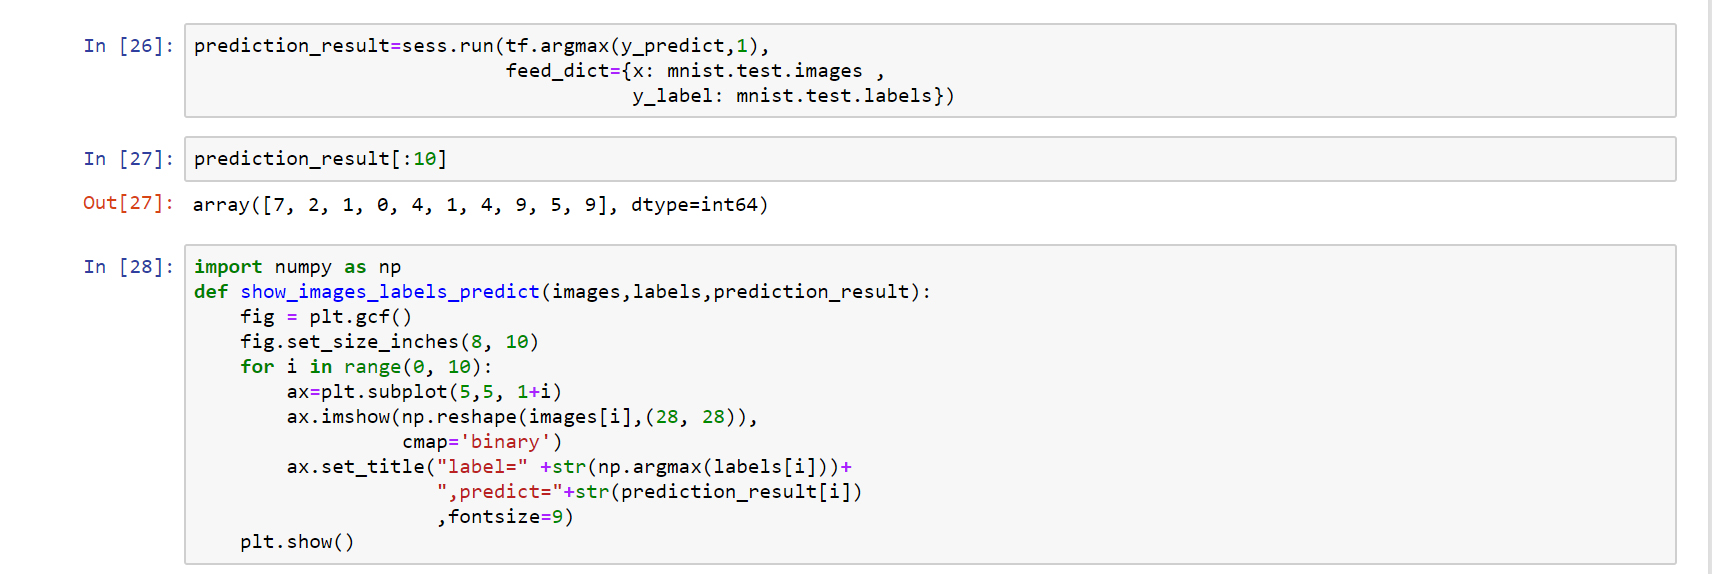 In [26]: prediction_result=sess.run(tf.argmax(y_predict,1),
                           feed_dict={x: mnist.test.images ,
                                      y_label: mnist.test.labels})
In [27]: prediction_result[:10]
Out[27]: array([7, 2, 1, 0, 4, 1, 4, 9, 5, 9], dtype=int64)
In [28]: import numpy as np
def show_images_labels_predict(images,labels,prediction_result):
    fig = plt.gcf()
    fig.set_size_inches(8, 10)
    for i in range(0, 10):
        ax=plt.subplot(5,5, 1+i)
        ax.imshow(np.reshape(images[i],(28, 28)),
                  cmap='binary')
        ax.set_title("label=" +str(np.argmax(labels[i]))+
                     ",predict="+str(prediction_result[i])
                     ,fontsize=9)
    plt.show()